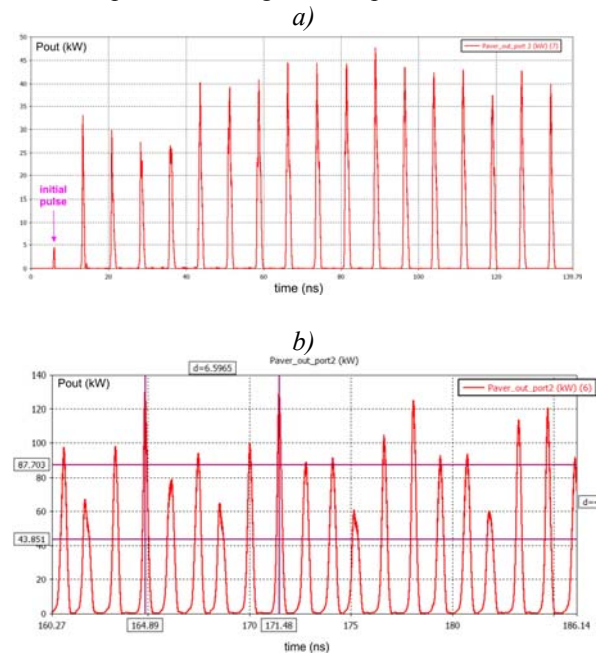 a)
Pout (kW)
Paver_out_port 2 (kW) (7)
50
45
40
35
30
25
20
15
10
5
0
initial
pulse
0 20 40 60 80 100 120 139.79
time (ns)
b)
Paver_out_port2 (kW)
d=6.5965
Pout (kW)
Paver_out_port2 (kW) (6)
140
120
100
87.703
80
60
43.851
40
20
0
160.27 164.89 170 171.48 175 180 186.14
time (ns)